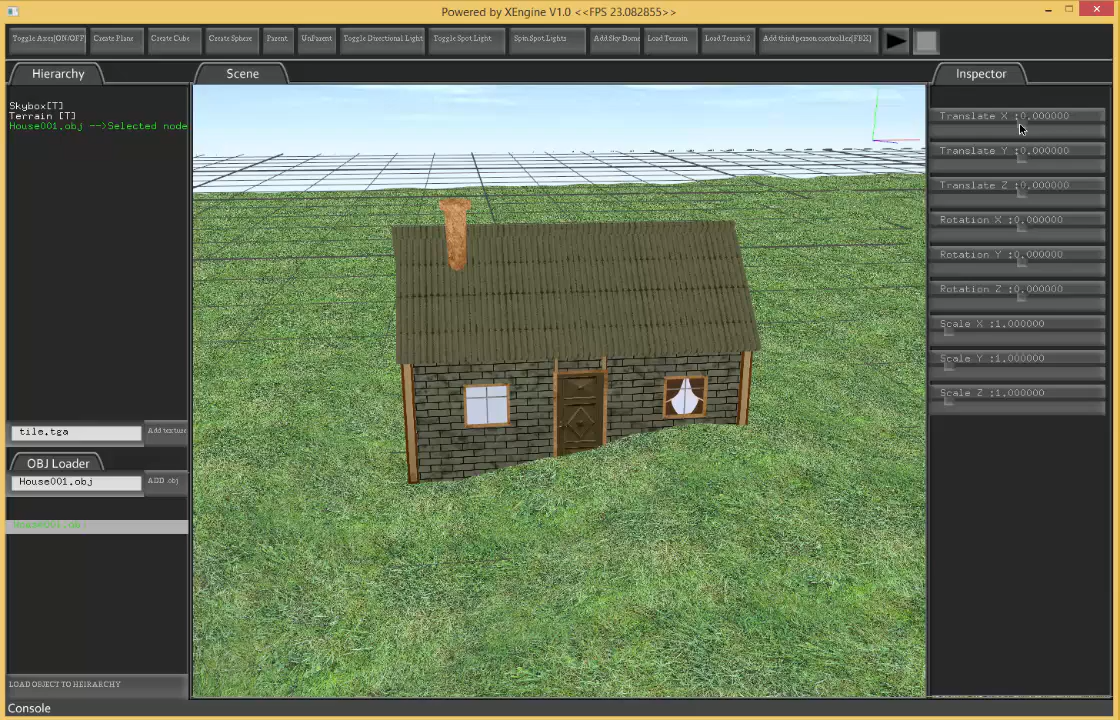 Powered by XEngine V1.0 <<FPS 23.082855>>
Toggle Axes[ON/OFF] Create Plane Create Cube Create Sphere Parent UnParent Toggle Directional Light Toggle Spot Light Spin Spot Lights Add Sky Dome Load Terrain Load Terrain 2 Add third person controller[FBX]
Hierarchy
Scene
Inspector
Skybox[T]
Terrain [T]
House001.obj -->Selected node
tile.tga Add texture
OBJ Loader
House001.obj ADD .obj
House001.obj
LOAD OBJECT TO HEIRARCHY
Translate X :0.000000
Translate Y :0.000000
Translate Z :0.000000
Rotation X :0.000000
Rotation Y :0.000000
Rotation Z :0.000000
Scale X :1.000000
Scale Y :1.000000
Scale Z :1.000000
Console